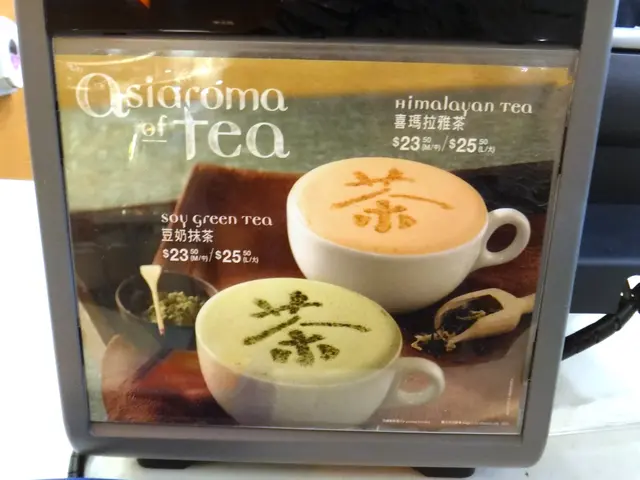 Asiaroma
of Tea
Himalayan Tea
喜瑪拉雅茶
$23.50 (M/中) / $25.50 (L/大)
Soy Green Tea
豆奶抹茶
$23.50 (M/中) / $25.50 (L/大)
茶
茶